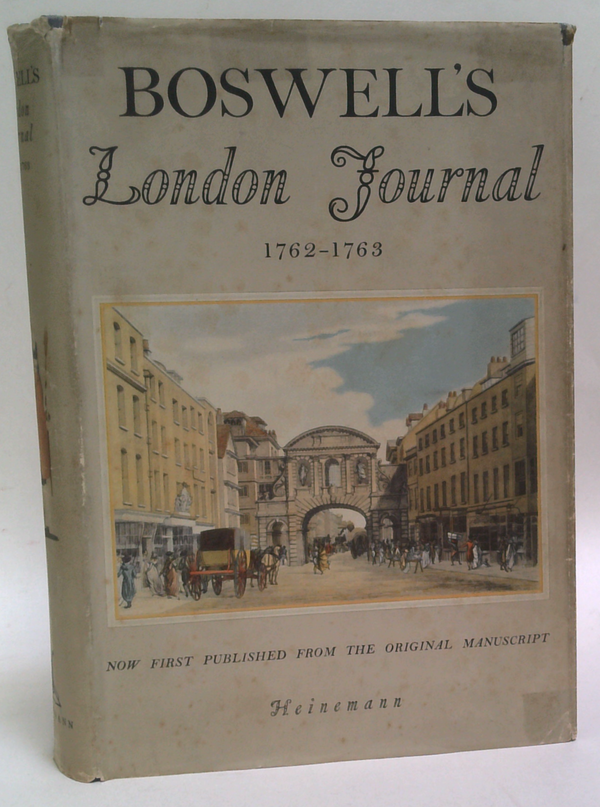 BOSWELL'S
London Journal
1762-1763
NOW FIRST PUBLISHED FROM THE ORIGINAL MANUSCRIPT
Heinemann